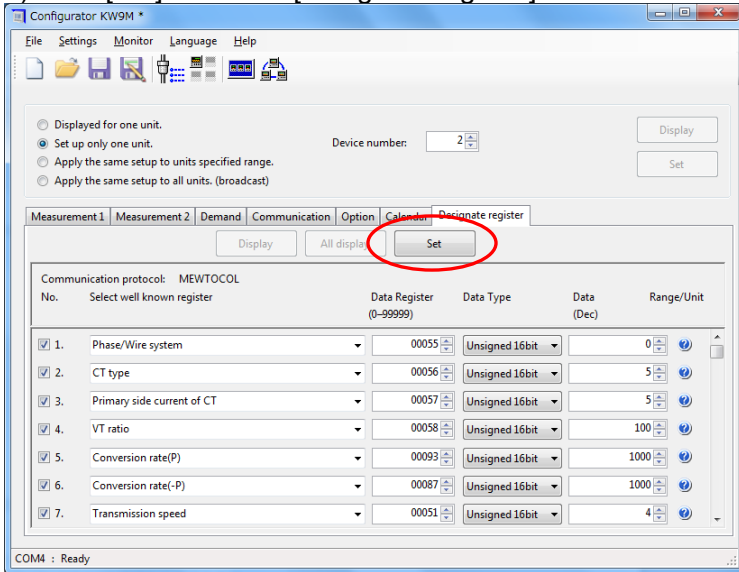 Configurator KW9M *
File Settings Monitor Language Help
Displayed for one unit.
Set up only one unit.
Apply the same setup to units specified range.
Apply the same setup to all units. (broadcast)
Device number: 2
Display
Set
Measurement 1 Measurement 2 Demand Communication Option Calendar Designate register
Display All display Set
Communication protocol: MEWTOCOL
No. Select well known register Data Register Data Type Data Range/Unit
(0-99999) (Dec)
1. Phase/Wire system 00055 Unsigned 16bit 0
2. CT type 00056 Unsigned 16bit 5
3. Primary side current of CT 00057 Unsigned 16bit 5
4. VT ratio 00058 Unsigned 16bit 100
5. Conversion rate(P) 00093 Unsigned 16bit 1000
6. Conversion rate(-P) 00087 Unsigned 16bit 1000
7. Transmission speed 00051 Unsigned 16bit 4
COM4 : Ready